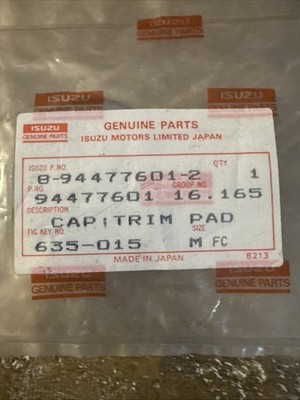 ISUZU
GENUINE PARTS
ISUZU
ISUZU
ISUZU
GENUINE PARTS
GENUINE PARTS
ISUZU MOTORS LIMITED JAPAN
ISUZU P.NO.
Q'TY
8-94477601-2 1
P.NO GROUP NO.
94477601 16.165
DESCRIPTION
CAP;TRIM PAD
FIG KEY NO. SIZE
635-015 M FC
MADE IN JAPAN
8213
GENUINE PARTS
GENUINE PARTS